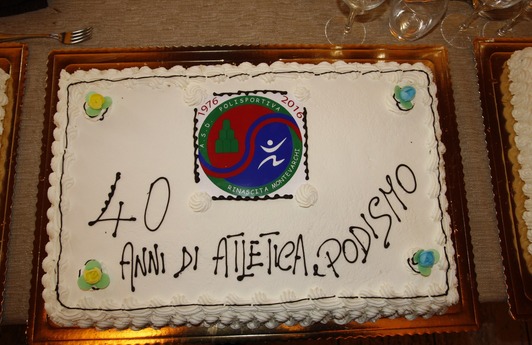 1976 2016
A.S.D. POLISPORTIVA
RINASCITA MONTEVARCHI
40
ANNI DI ATLETICA E PODISMO